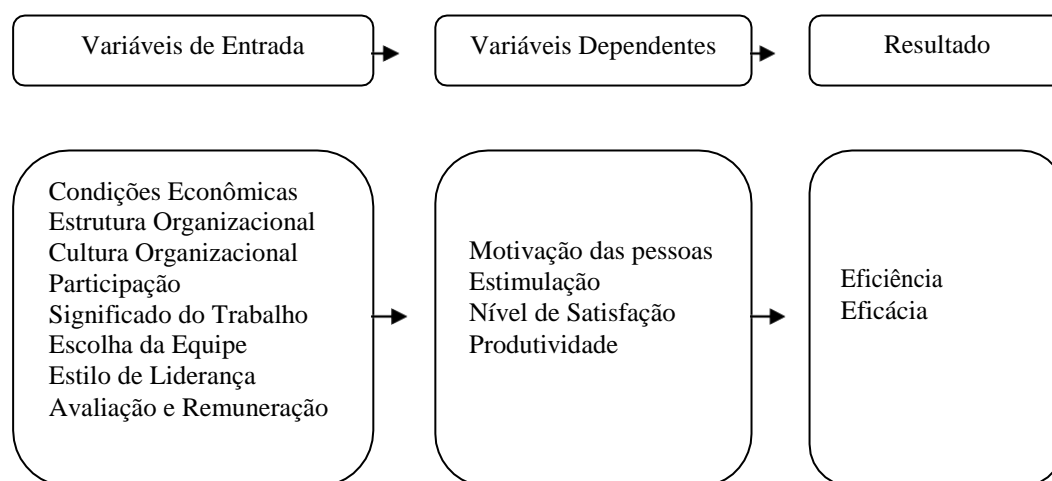 Variáveis de Entrada
Variáveis Dependentes
Resultado
Condições Econômicas
Estrutura Organizacional
Cultura Organizacional
Participação
Significado do Trabalho
Escolha da Equipe
Estilo de Liderança
Avaliação e Remuneração
Motivação das pessoas
Estimulação
Nível de Satisfação
Produtividade
Eficiência
Eficácia